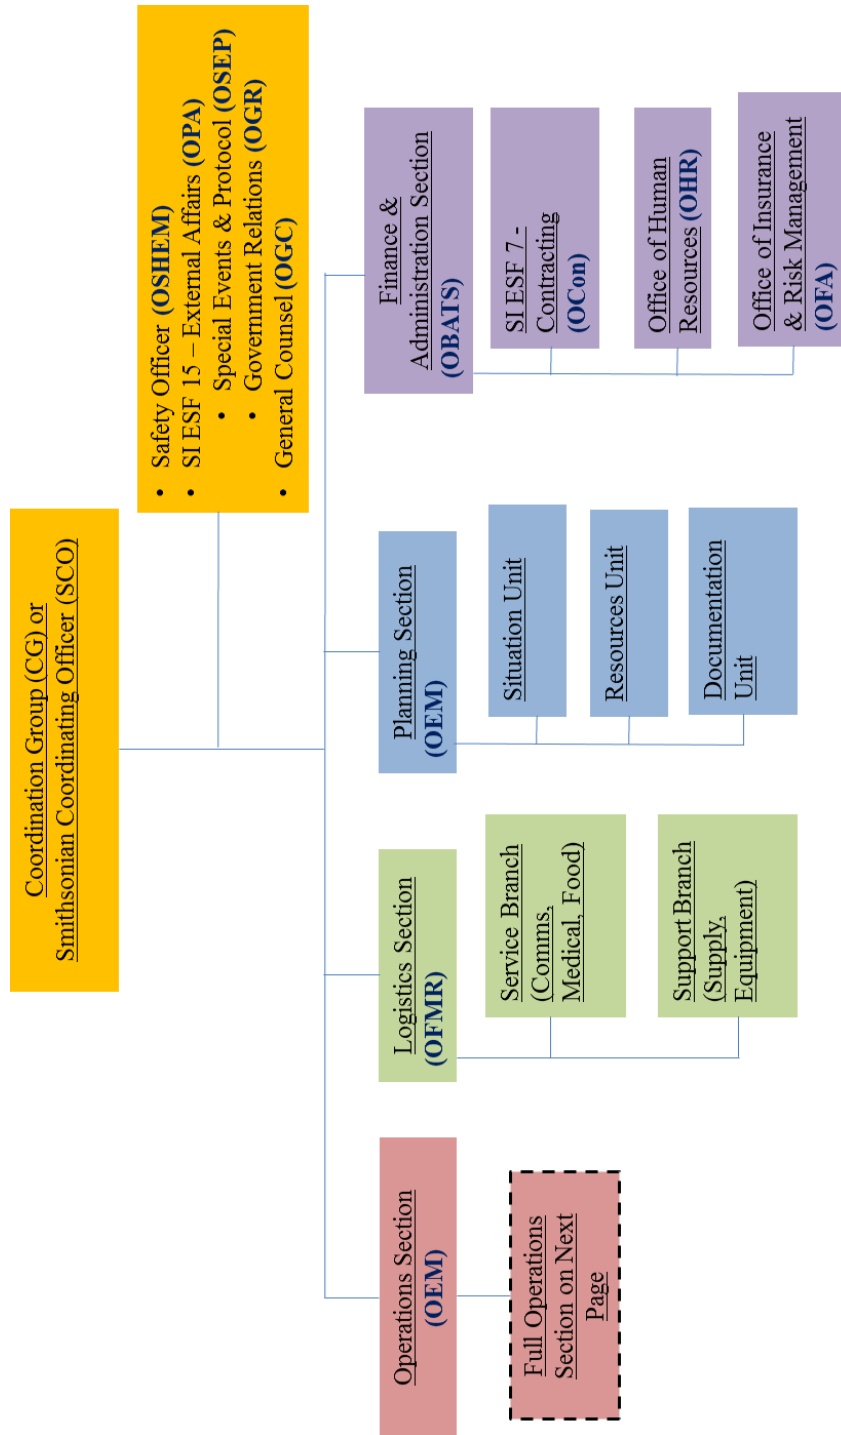 Coordination Group (CG) or
Smithsonian Coordinating Officer (SCO)
• Safety Officer (OSHEM)
• SI ESF 15 – External Affairs (OPA)
• Special Events & Protocol (OSEP)
• Government Relations (OGR)
• General Counsel (OGC)
Operations Section
(OEM)
Full Operations
Section on Next
Page
Logistics Section
(OFMR)
Service Branch
(Comms,
Medical, Food)
Support Branch
(Supply,
Equipment)
Planning Section
(OEM)
Situation Unit
Resources Unit
Documentation
Unit
Finance &
Administration Section
(OBATS)
SI ESF 7 -
Contracting
(OCon)
Office of Human
Resources (OHR)
Office of Insurance
& Risk Management
(OFA)